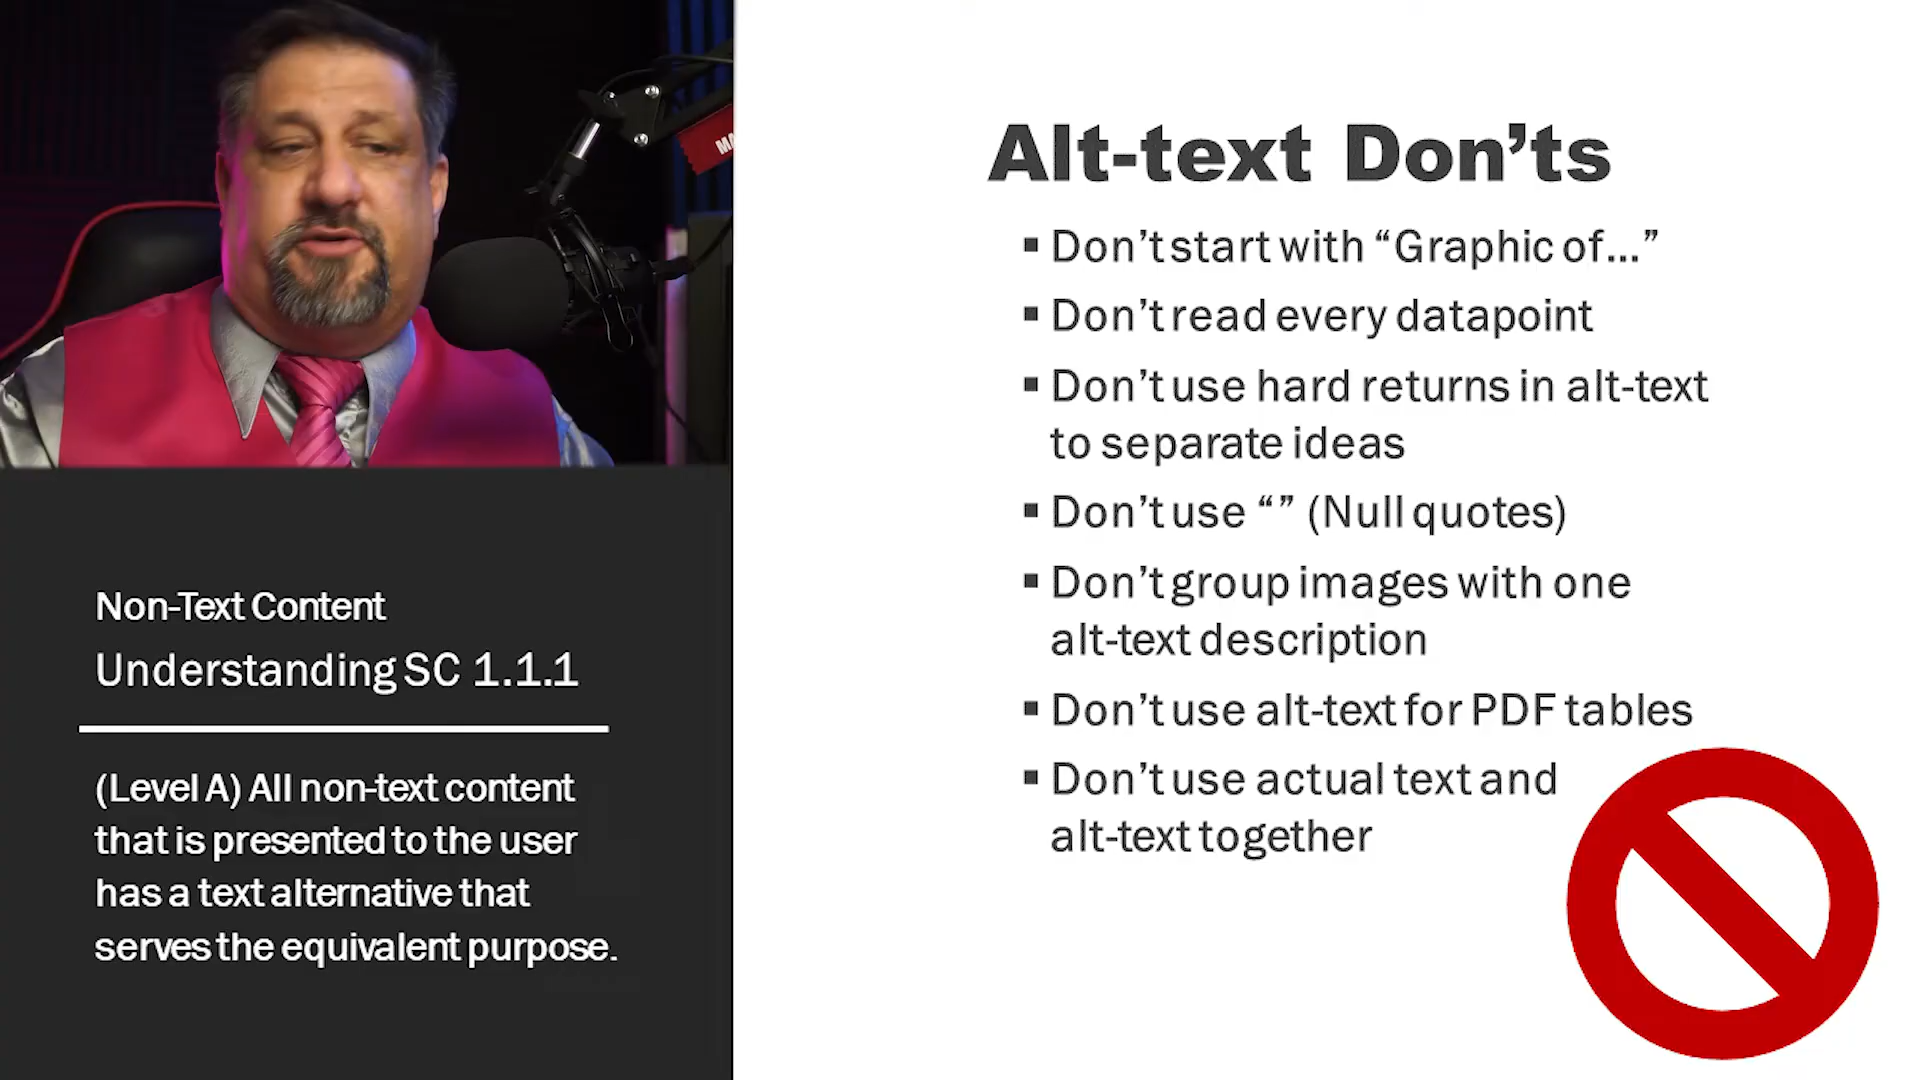 MA
Non-Text Content
Understanding SC 1.1.1
(Level A) All non-text content
that is presented to the user
has a text alternative that
serves the equivalent purpose.
Alt-text Don’ts
▪ Don’t start with “Graphic of...”
▪ Don’t read every datapoint
▪ Don’t use hard returns in alt-text
to separate ideas
▪ Don’t use “” (Null quotes)
▪ Don’t group images with one
alt-text description
▪ Don’t use alt-text for PDF tables
▪ Don’t use actual text and
alt-text together